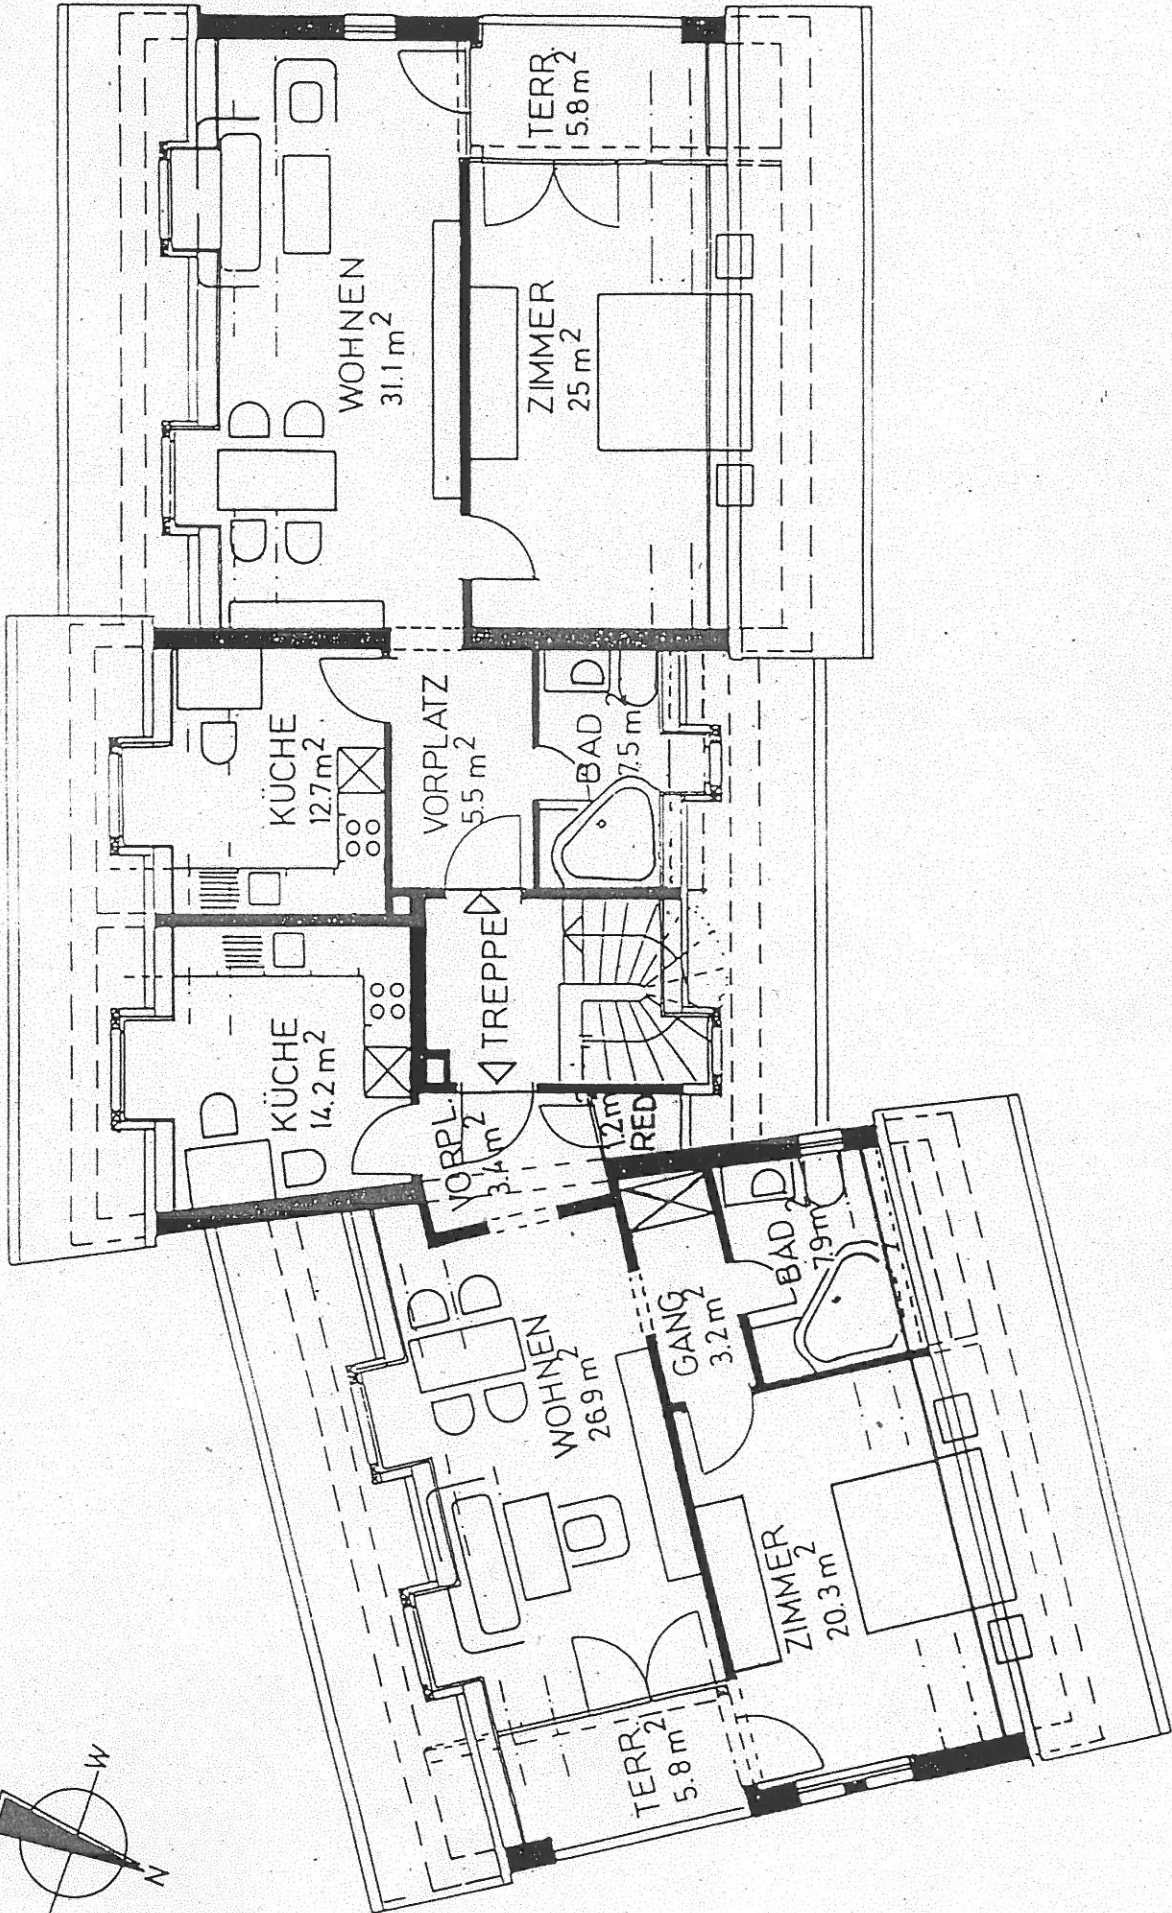 TERR.
5.8 m²
WOHNEN
31.1 m²
ZIMMER
25 m²
KÜCHE
12.7 m²
VORPLATZ
5.5 m²
BAD
7.5 m²
KÜCHE
14.2 m²
TREPPE
VORPL.
3.4 m²
RED
1.2 m
WOHNEN
26.9 m²
GANG
3.2 m²
BAD
7.9 m²
ZIMMER
20.3 m²
TERR.
5.8 m²
W
N